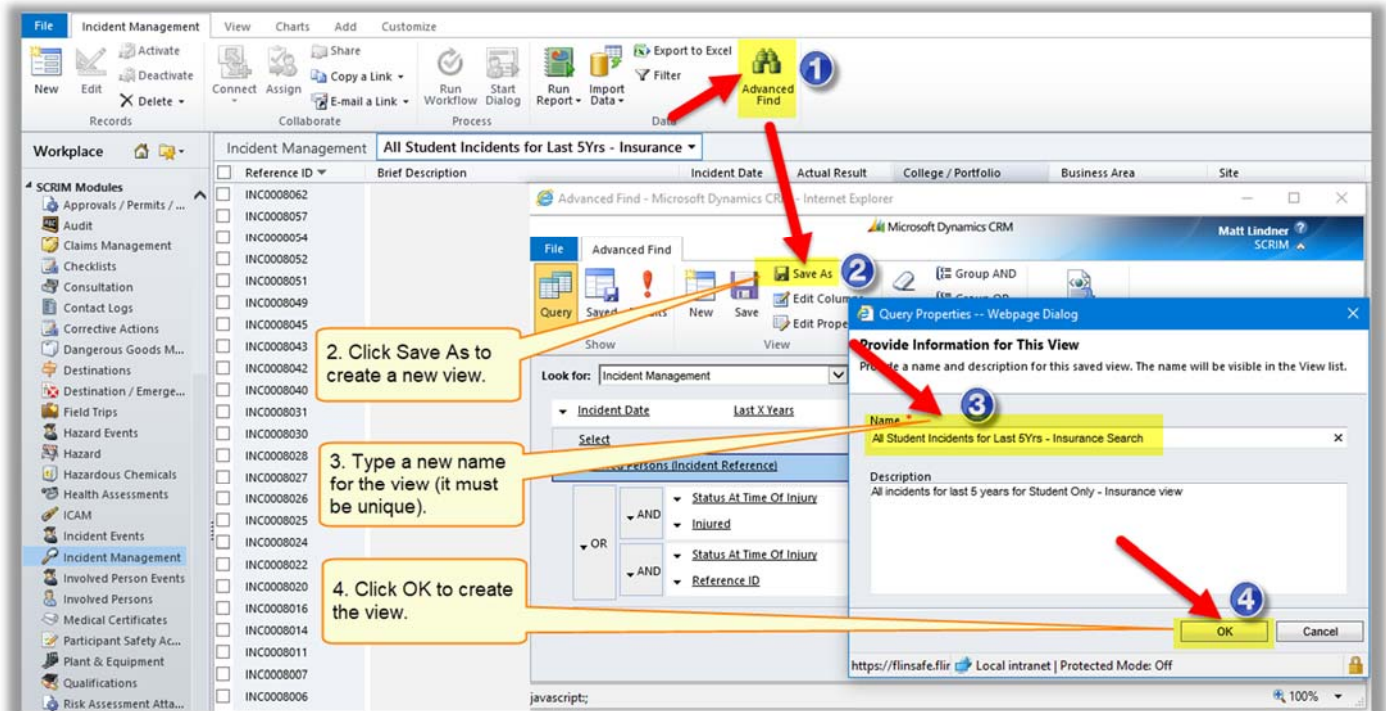 File Incident Management View Charts Add Customize
New Edit Activate Deactivate Delete
Records
Connect Assign Share Copy a Link E-mail a Link
Collaborate
Run Workflow Start Dialog
Process
Run Report Import Data Export to Excel Filter Advanced Find
Data
1
Workplace
Incident Management All Student Incidents for Last 5Yrs - Insurance
Reference ID Brief Description Incident Date Actual Result College / Portfolio Business Area Site
SCRIM Modules
Approvals / Permits / ...
Audit
Claims Management
Checklists
Consultation
Contact Logs
Corrective Actions
Dangerous Goods M...
Destinations
Destination / Emerge...
Field Trips
Hazard Events
Hazard
Hazardous Chemicals
Health Assessments
ICAM
Incident Events
Incident Management
Involved Person Events
Involved Persons
Medical Certificates
Participant Safety Ac...
Plant & Equipment
Qualifications
Risk Assessment Atta...
INC0008062
INC0008057
INC0000054
INC0008052
INC0008051
INC0008049
INC0008045
INC0008043
INC0008042
INC0008040
INC0008031
INC0008030
INC0008028
INC0008027
INC0008026
INC0008025
INC0008024
INC0008022
INC0008020
INC0008016
INC0008014
INC0008011
INC0008007
INC0008006
2. Click Save As to
create a new view.
3. Type a new name
for the view (it must
be unique).
4. Click OK to create
the view.
Advanced Find - Microsoft Dynamics CRM - Internet Explorer
Microsoft Dynamics CRM
Matt Lindner
SCRIM
File Advanced Find
Query Saved New Save
Save As
2
Edit Columns
Group AND
Show View
Look for: Incident Management
Incident Date Last X Years
Select
Persons (Incident Reference)
OR
AND
Status At Time Of Injury
Injured
AND
Status At Time Of Injury
Reference ID
Query Properties -- Webpage Dialog
Provide Information for This View
Provide a name and description for this saved view. The name will be visible in the View list.
3
Name *
All Student Incidents for Last 5Yrs - Insurance Search
Description
All incidents for last 5 years for Student Only - Insurance view
4
OK Cancel
https://flinsafe.flir Local intranet | Protected Mode: Off
javascript:;
100%